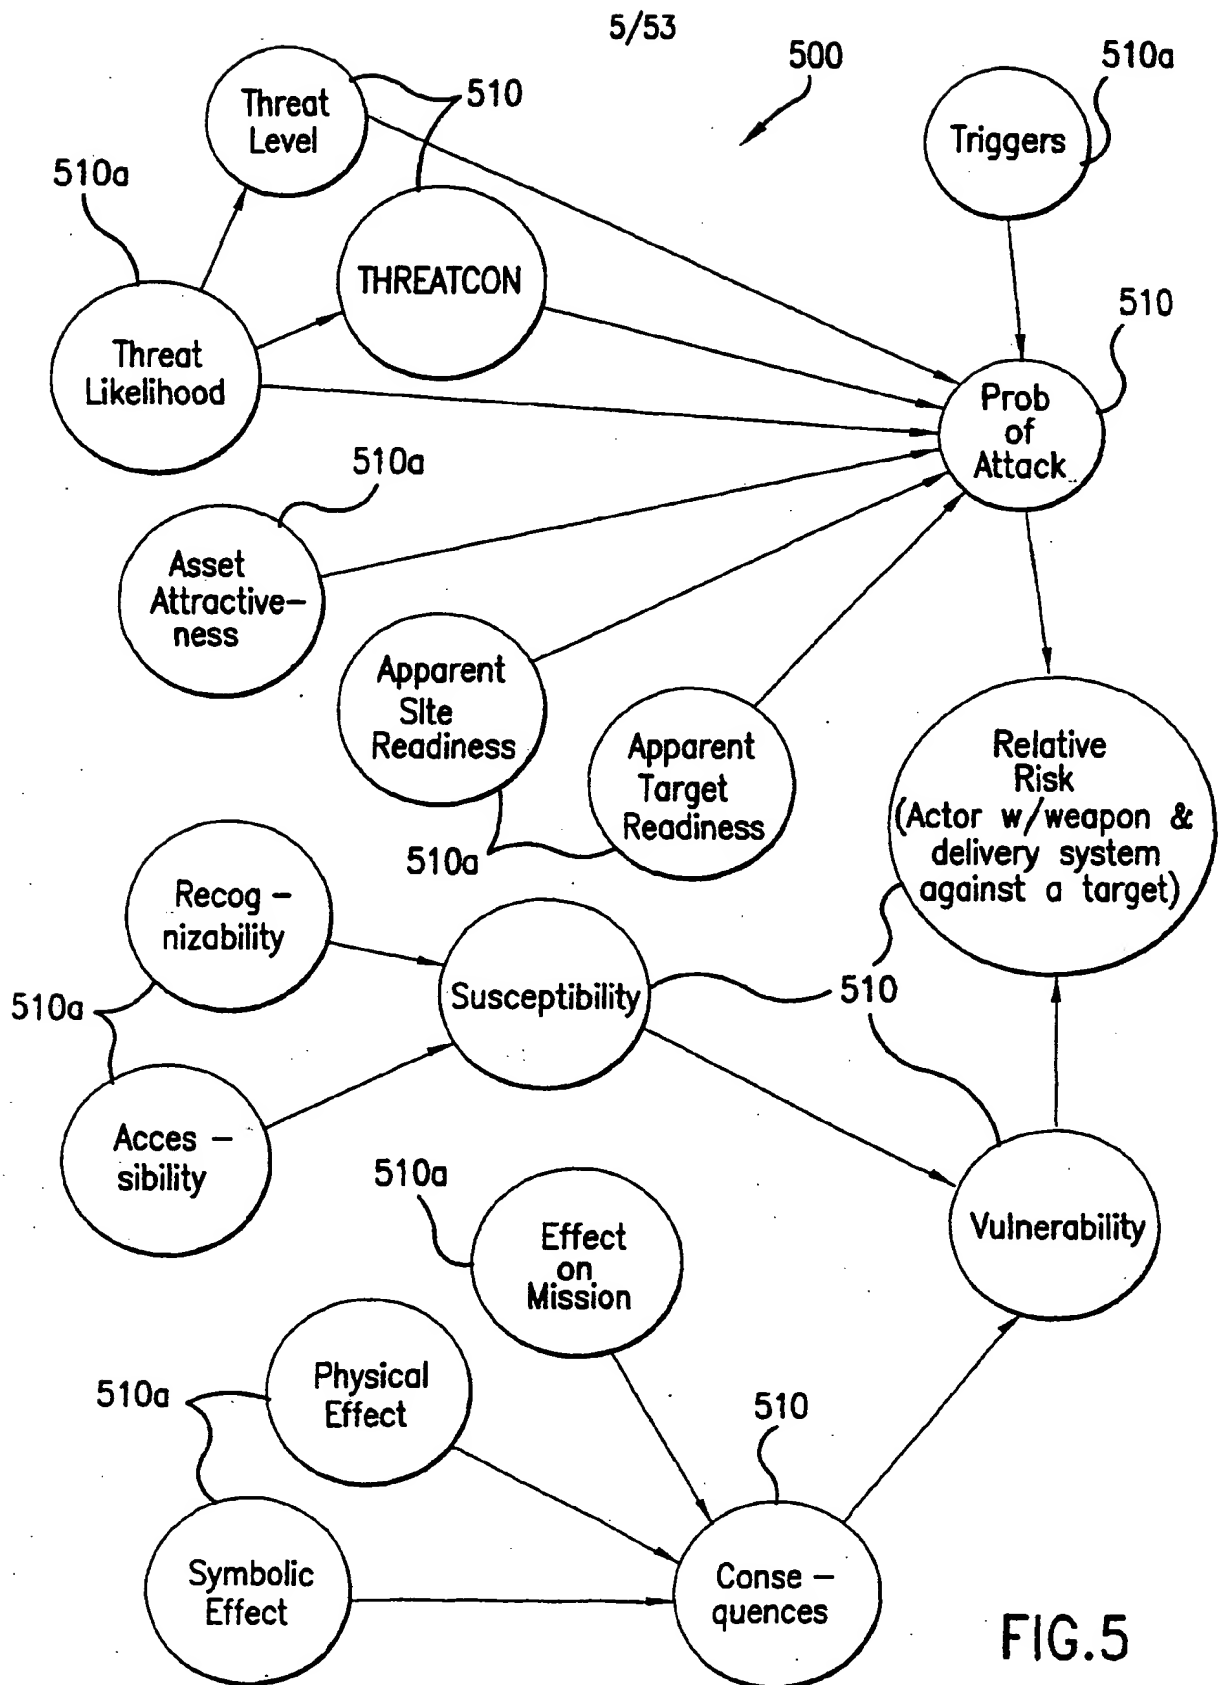 5/53
500
510a
Threat
Level
510
Triggers
510a
THREATCON
510
Threat
Likelihood
Prob
of
Attack
510a
Asset
Attractive-
ness
Apparent
SIte
Readiness
Apparent
Target
Readiness
510a
Relative
Risk
(Actor w/weapon &
delivery system
against a target)
Recog –
nizability
510a
Susceptibility
510
Acces –
sibility
510a
Effect
on
Mission
Vulnerability
Physical
Effect
510a
510
Symbolic
Effect
Conse –
quences
FIG.5